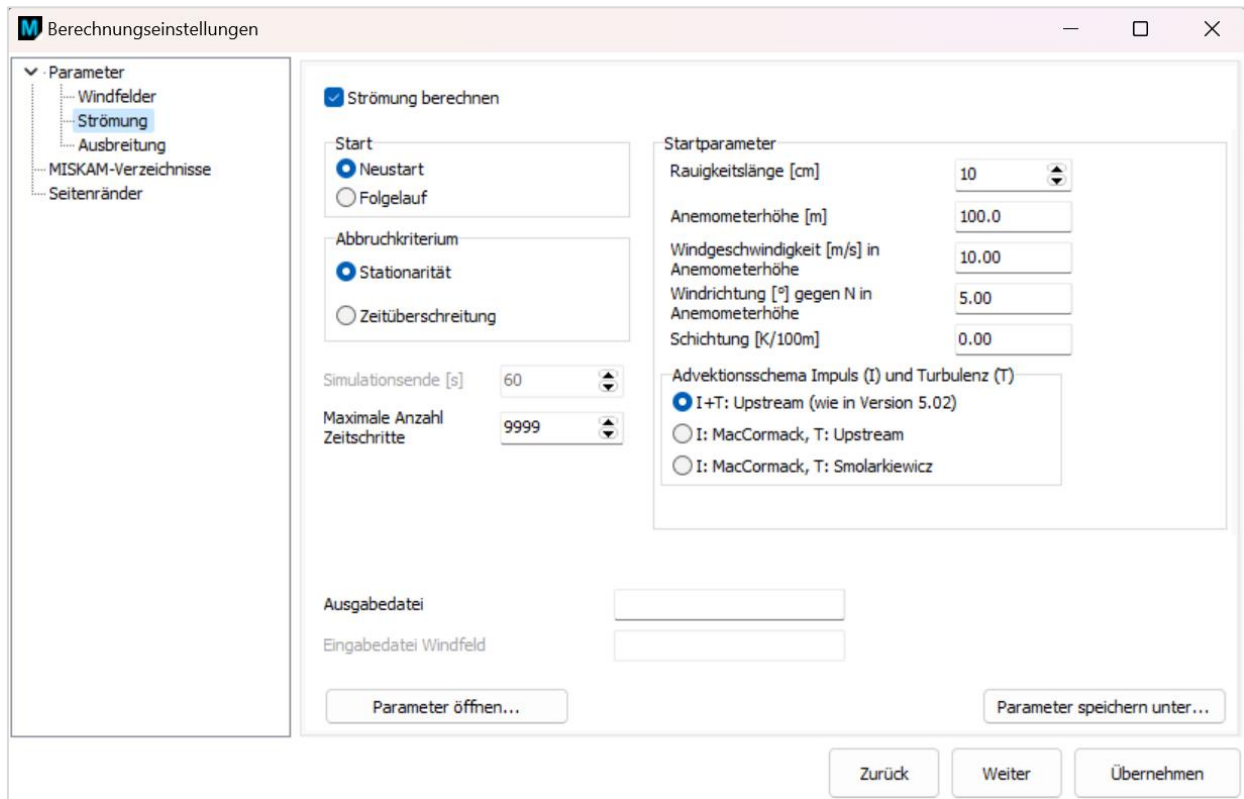 Berechnungseinstellungen
Parameter
Windfelder
Strömung
Ausbreitung
MISKAM-Verzeichnisse
Seitenränder
Strömung berechnen
Start
Neustart
Folgelauf
Abbruchkriterium
Stationarität
Zeitüberschreitung
Simulationsende [s] 60
Maximale Anzahl
Zeitschritte 9999
Startparameter
Rauigkeitslänge [cm] 10
Anemometerhöhe [m] 100.0
Windgeschwindigkeit [m/s] in
Anemometerhöhe 10.00
Windrichtung [°] gegen N in
Anemometerhöhe 5.00
Schichtung [K/100m] 0.00
Advektionsschema Impuls (I) und Turbulenz (T)
I+T: Upstream (wie in Version 5.02)
I: MacCormack, T: Upstream
I: MacCormack, T: Smolarkiewicz
Ausgabedatei
Eingabedatei Windfeld
Parameter öffnen...
Parameter speichern unter...
Zurück
Weiter
Übernehmen